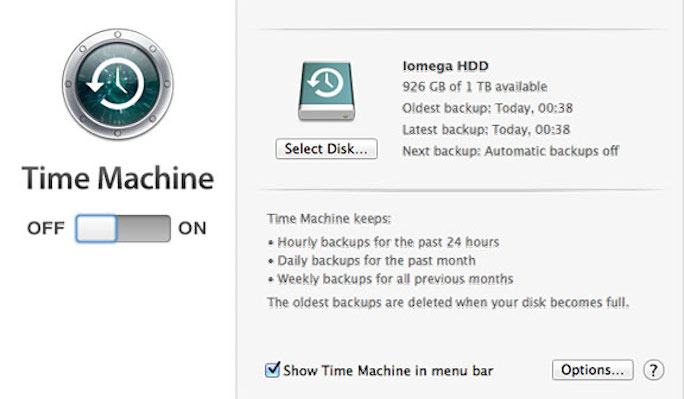 Time Machine
OFF ON
Iomega HDD
926 GB of 1 TB available
Oldest backup: Today, 00:38
Latest backup: Today, 00:38
Select Disk...
Next backup: Automatic backups off
Time Machine keeps:
• Hourly backups for the past 24 hours
• Daily backups for the past month
• Weekly backups for all previous months
The oldest backups are deleted when your disk becomes full.
Show Time Machine in menu bar
Options...
?